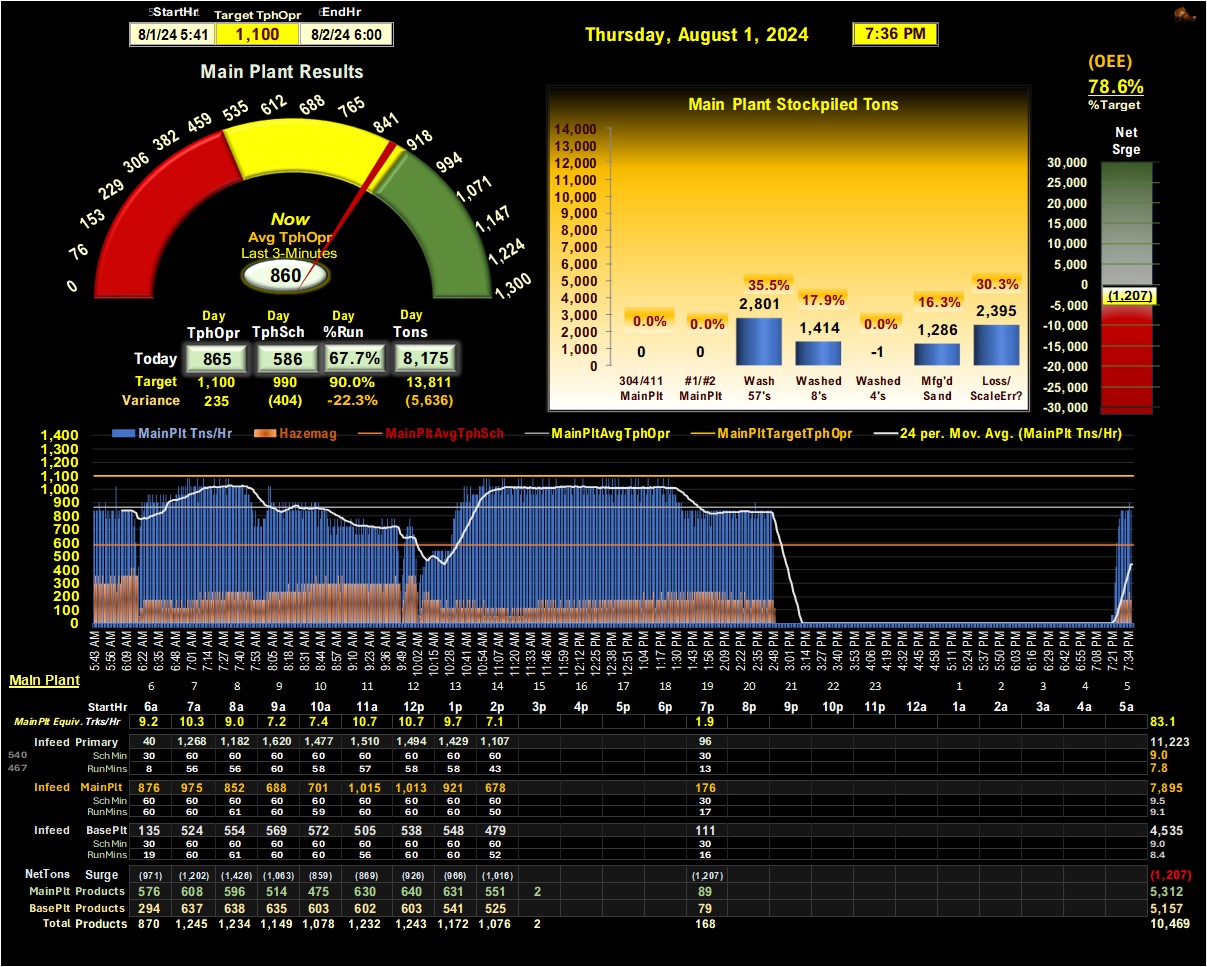 StartHr Target TphOpr EndHr
8/1/24 5:41 1,100 8/2/24 6:00
Thursday, August 1, 2024 7:36 PM
(OEE)
78.6%
%Target
Main Plant Results
0 76 153 229 306 382 459 535 612 688 765 841 918 994 1,071 1,147 1,224 1,300
Now
Avg TphOpr
Last 3-Minutes
860
Day Day Day Day
TphOpr TphSch %Run Tons
Today 865 586 67.7% 8,175
Target 1,100 990 90.0% 13,811
Variance 235 (404) -22.3% (5,636)
Main Plant Stockpiled Tons
14,000
13,000
12,000
11,000
10,000
9,000
8,000
7,000
6,000
5,000
4,000
3,000
2,000
1,000
0
0.0% 0.0% 35.5% 17.9% 0.0% 16.3% 30.3%
0 0 2,801 1,414 -1 1,286 2,395
304/411 #1/#2 Wash Washed Washed Mfg'd Loss/
MainPlt MainPlt 57's 8's 4's Sand ScaleErr?
Net
Srge
30,000
25,000
20,000
15,000
10,000
5,000
0
(1,207)
-5,000
-10,000
-15,000
-20,000
-25,000
-30,000
MainPlt Tns/Hr Hazemag MainPltAvgTphSch MainPltAvgTphOpr MainPltTargetTphOpr 24 per. Mov. Avg. (MainPlt Tns/Hr)
1,400
1,300
1,200
1,100
1,000
900
800
700
600
500
400
300
200
100
0
5:43 AM 5:56 AM 6:09 AM 6:22 AM 6:35 AM 6:48 AM 7:01 AM 7:14 AM 7:27 AM 7:40 AM 7:53 AM 8:05 AM 8:18 AM 8:31 AM 8:44 AM 8:57 AM 9:10 AM 9:23 AM 9:36 AM 9:49 AM 10:02 AM 10:15 AM 10:28 AM 10:41 AM 10:54 AM 11:07 AM 11:20 AM 11:33 AM 11:46 AM 11:59 AM 12:12 PM 12:25 PM 12:38 PM 12:51 PM 1:04 PM 1:17 PM 1:30 PM 1:43 PM 1:56 PM 2:09 PM 2:22 PM 2:35 PM 2:48 PM 3:01 PM 3:14 PM 3:27 PM 3:40 PM 3:53 PM 4:06 PM 4:19 PM 4:32 PM 4:45 PM 4:58 PM 5:11 PM 5:24 PM 5:37 PM 5:50 PM 6:03 PM 6:16 PM 6:29 PM 6:42 PM 6:55 PM 7:08 PM 7:21 PM 7:34 PM
Main Plant
6 7 8 9 10 11 12 13 14 15 16 17 18 19 20 21 22 23 1 2 3 4 5
StartHr 6a 7a 8a 9a 10a 11a 12p 1p 2p 3p 4p 5p 6p 7p 8p 9p 10p 11p 12a 1a 2a 3a 4a 5a
MainPlt Equiv. Trks/Hr 9.2 10.3 9.0 7.2 7.4 10.7 10.7 9.7 7.1 1.9 83.1
Infeed Primary 40 1,268 1,182 1,620 1,477 1,510 1,494 1,429 1,107 96 11,223
540 SchMin 30 60 60 60 60 60 60 60 60 30 9.0
467 RunMins 8 56 56 60 58 57 58 58 43 13 7.8
Infeed MainPlt 876 975 852 688 701 1,015 1,013 921 678 176 7,895
SchMin 60 60 60 60 60 60 60 60 60 30 9.5
RunMins 60 60 61 60 59 60 60 60 50 17 9.1
Infeed BasePlt 135 524 554 569 572 505 538 548 479 111 4,535
SchMin 30 60 60 60 60 60 60 60 60 30 9.0
RunMins 19 60 61 60 60 56 60 60 52 16 8.4
NetTons Surge (971) (1,202) (1,426) (1,063) (859) (869) (926) (966) (1,016) (1,207) (1,207)
MainPlt Products 576 608 596 514 475 630 640 631 551 2 89 5,312
BasePlt Products 294 637 638 635 603 602 603 541 525 79 5,157
Total Products 870 1,245 1,234 1,149 1,078 1,232 1,243 1,172 1,076 2 168 10,469